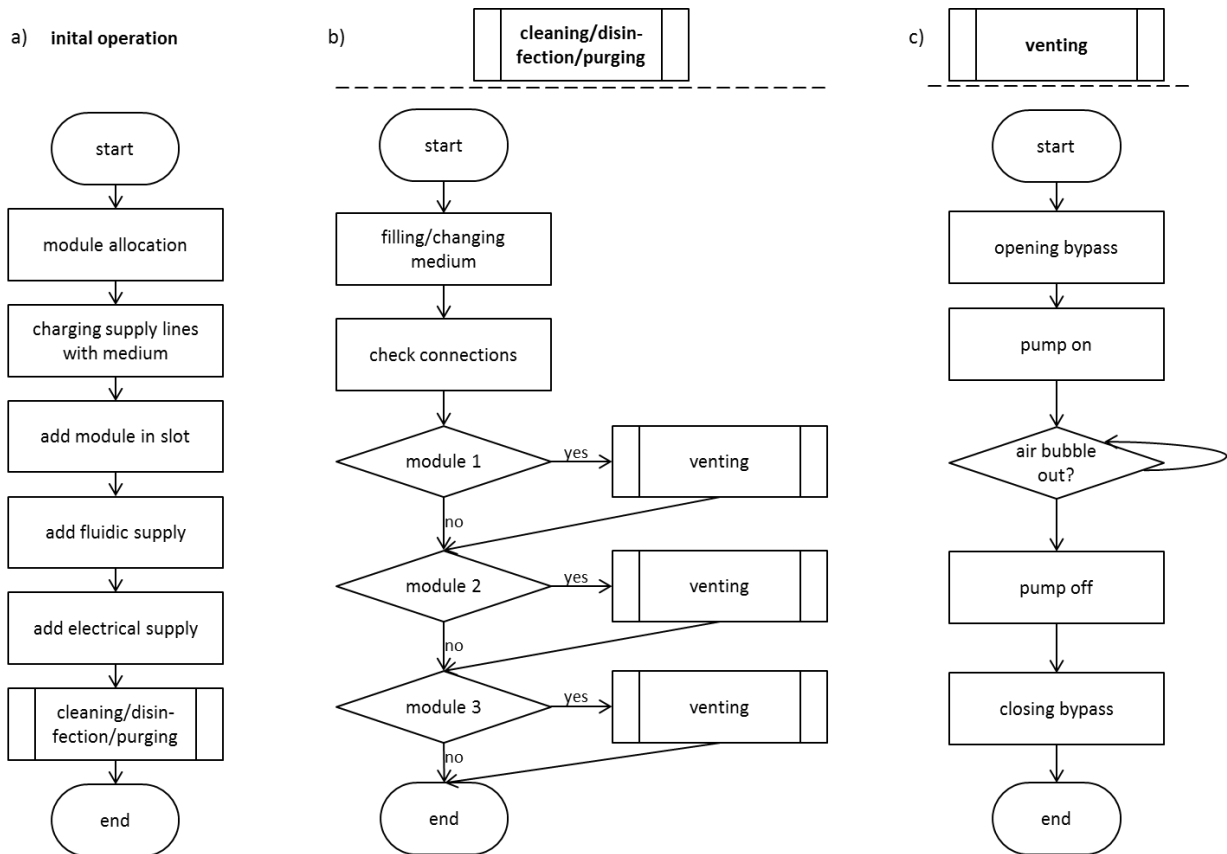 a) inital operation
start
module allocation
charging supply lines
with medium
add module in slot
add fluidic supply
add electrical supply
cleaning/disin-
fection/purging
end
b)
cleaning/disin-
fection/purging
start
filling/changing
medium
check connections
module 1
yes
venting
no
module 2
yes
venting
no
module 3
yes
venting
no
end
c)
venting
start
opening bypass
pump on
air bubble
out?
pump off
closing bypass
end